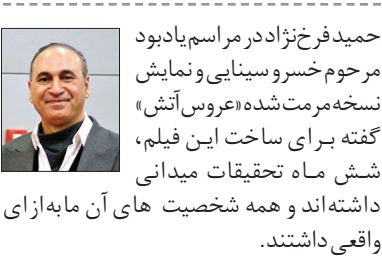 حمید فرخ‌نژاد در مراسم یادبود
مرحوم خسرو سینایی و نمایش
نسخه مرمت شده «عروس آتش»
گفته برای ساخت این فیلم،
شش ماه تحقیقات میدانی
داشته‌اند و همه شخصیت های آن مابه‌ازای
واقعی داشتند.